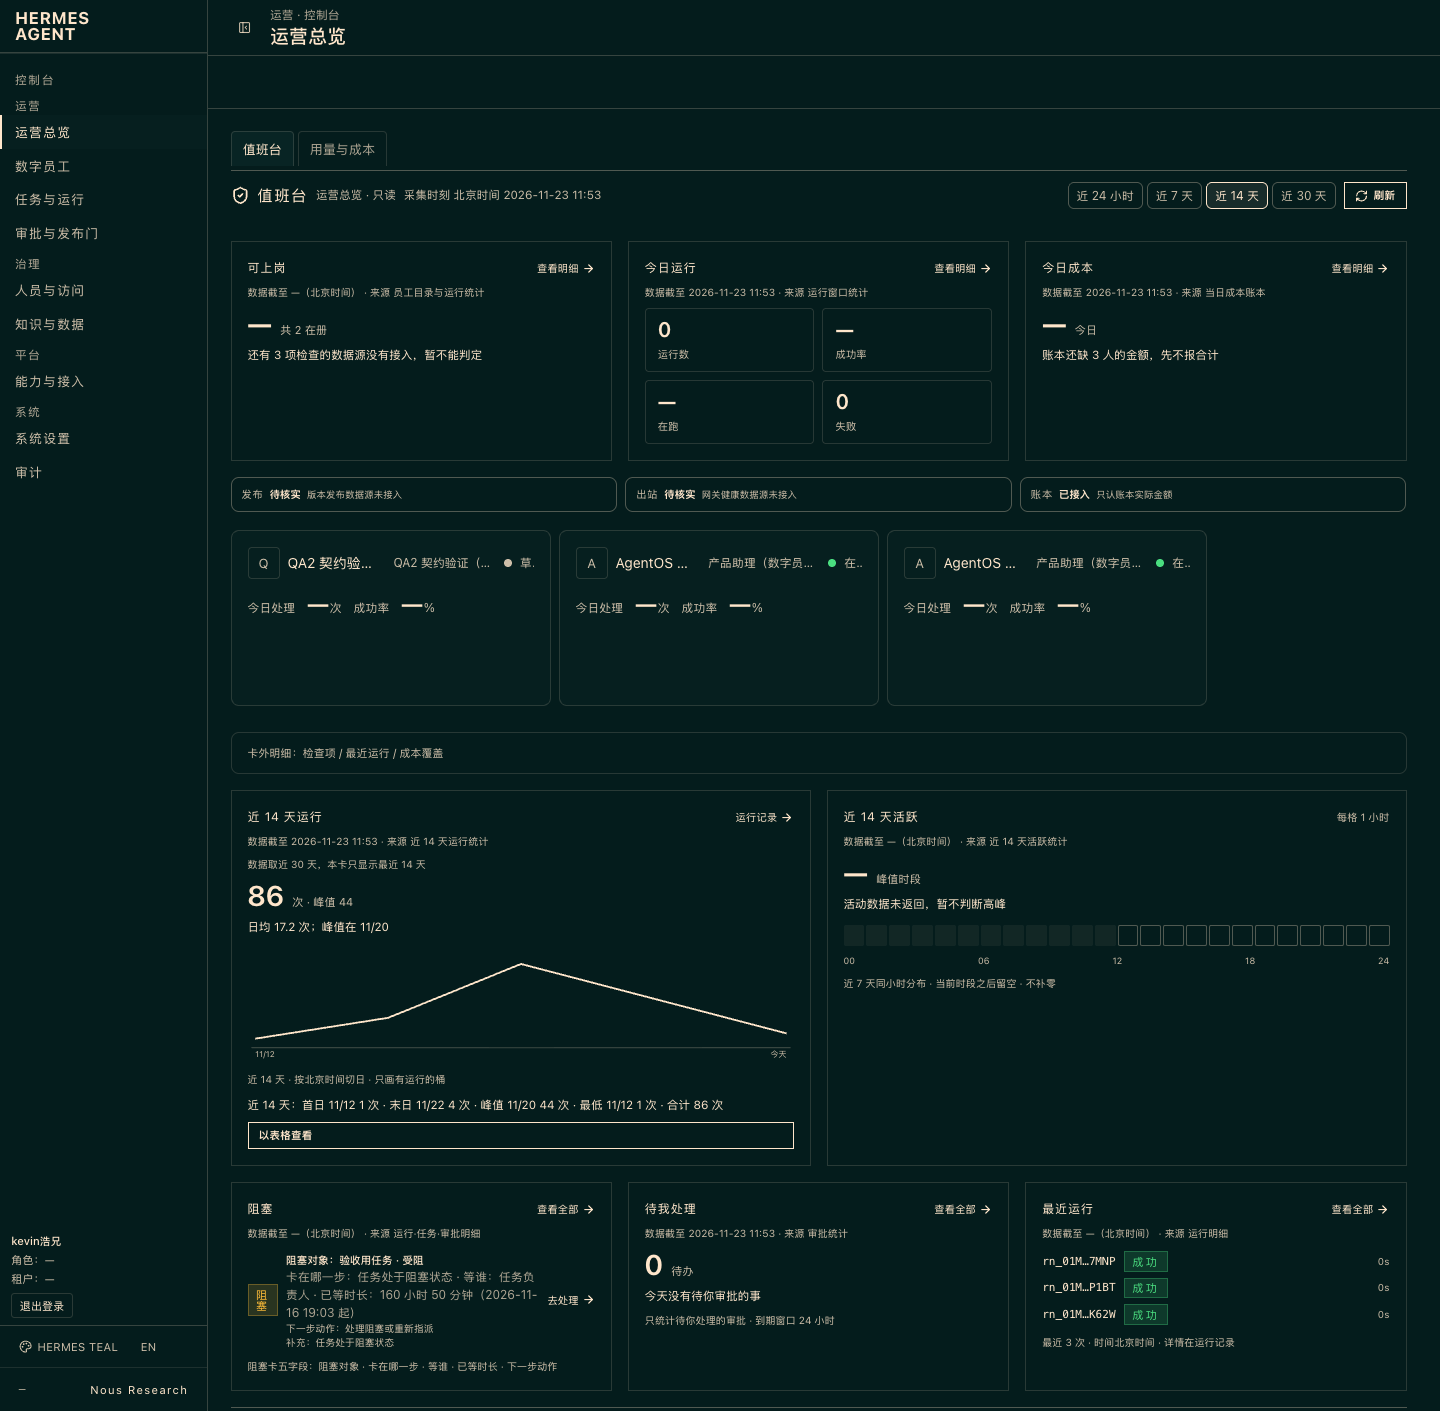 HERMES
AGENT
控制台
运营
运营总览
数字员工
任务与运行
审批与发布门
治理
人员与访问
知识与数据
平台
能力与接入
系统
系统设置
审计
kevin浩兄
角色：—
租户：—
退出登录
HERMES TEAL EN
— Nous Research
运营 · 控制台
运营总览
值班台 用量与成本
值班台 运营总览 · 只读 采集时刻 北京时间 2026-11-23 11:53
近 24 小时 近 7 天 近 14 天 近 30 天 刷新
可上岗 查看明细 →
数据截至 —（北京时间） · 来源 员工目录与运行统计
— 共 2 在册
还有 3 项检查的数据源没有接入，暂不能判定
今日运行 查看明细 →
数据截至 2026-11-23 11:53 · 来源 运行窗口统计
0
运行数
—
成功率
—
在跑
0
失败
今日成本 查看明细 →
数据截至 2026-11-23 11:53 · 来源 当日成本账本
— 今日
账本还缺 3 人的金额，先不报合计
发布 待核实 版本发布数据源未接入
出站 待核实 网关健康数据源未接入
账本 已接入 只认账本实际金额
Q QA2 契约验... QA2 契约验证（... 草.
今日处理 —次 成功率 —%
A AgentOS ... 产品助理（数字员... 在..
今日处理 —次 成功率 —%
A AgentOS ... 产品助理（数字员... 在..
今日处理 —次 成功率 —%
卡外明细：检查项 / 最近运行 / 成本覆盖
近 14 天运行 运行记录 →
数据截至 2026-11-23 11:53 · 来源 近 14 天运行统计
数据取近 30 天，本卡只显示最近 14 天
86 次 · 峰值 44
日均 17.2 次；峰值在 11/20
11/12 今天
近 14 天 · 按北京时间切日 · 只画有运行的桶
近 14 天：首日 11/12 1 次 · 末日 11/22 4 次 · 峰值 11/20 44 次 · 最低 11/12 1 次 · 合计 86 次
以表格查看
近 14 天活跃 每格 1 小时
数据截至 —（北京时间） · 来源 近 14 天活跃统计
— 峰值时段
活动数据未返回，暂不判断高峰
00 06 12 18 24
近 7 天同小时分布 · 当前时段之后留空 · 不补零
阻塞 查看全部 →
数据截至 —（北京时间） · 来源 运行·任务·审批明细
阻塞
阻塞对象：验收用任务 · 受阻
卡在哪一步：任务处于阻塞状态 · 等谁：任务负
责人 · 已等时长：160 小时 50 分钟（2026-11-
16 19:03 起）
下一步动作：处理阻塞或重新指派
补充：任务处于阻塞状态
去处理 →
阻塞卡五字段：阻塞对象 · 卡在哪一步 · 等谁 · 已等时长 · 下一步动作
待我处理 查看全部 →
数据截至 2026-11-23 11:53 · 来源 审批统计
0 待办
今天没有待你审批的事
只统计待你处理的审批 · 到期窗口 24 小时
最近运行 查看全部 →
数据截至 —（北京时间） · 来源 运行明细
rn_01M…7MNP 成功 0s
rn_01M…P1BT 成功 0s
rn_01M…K62W 成功 0s
最近 3 次 · 时间北京时间 · 详情在运行记录